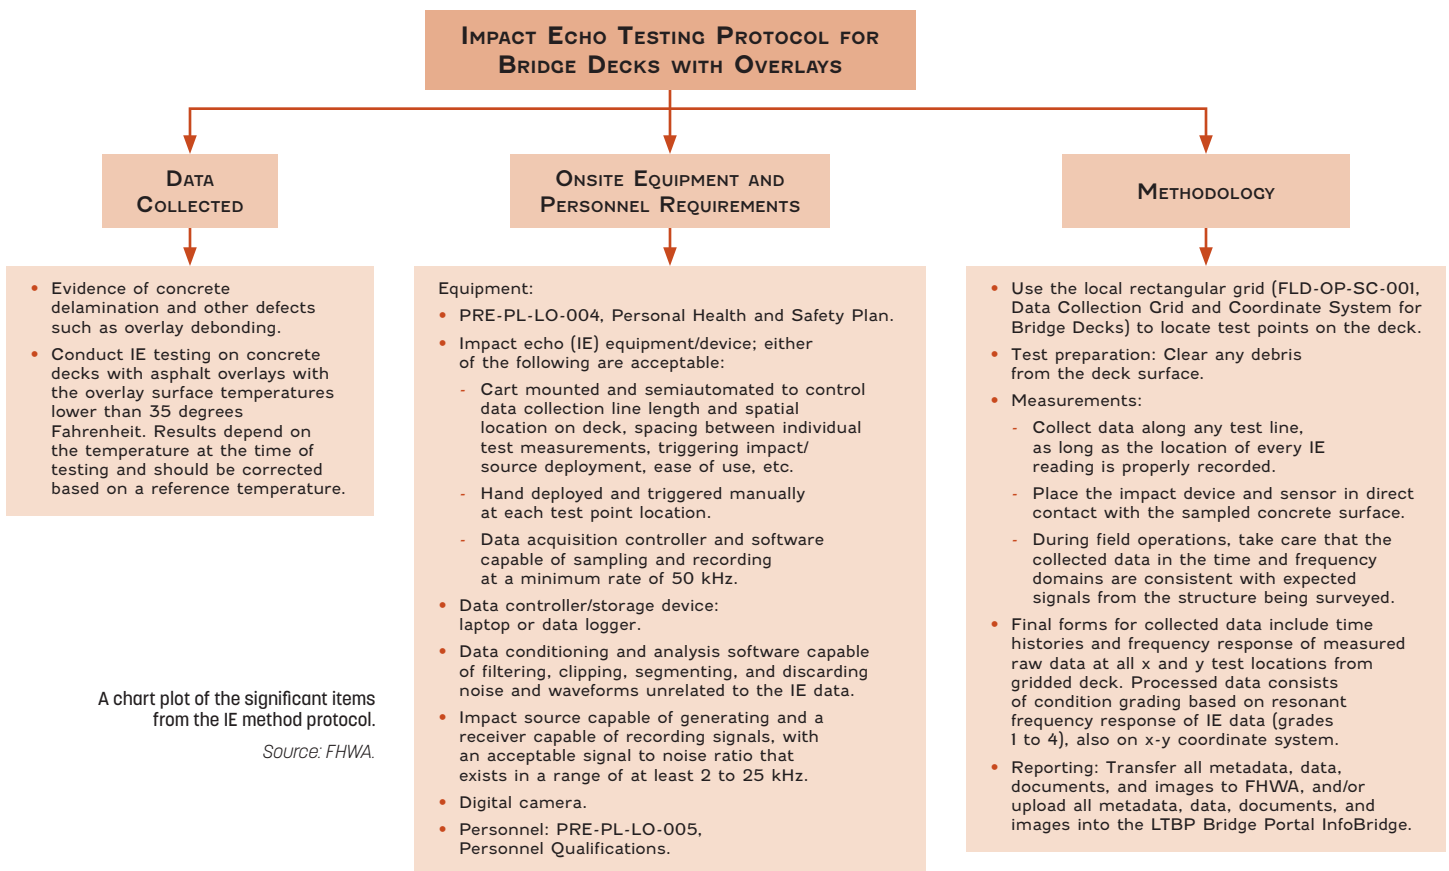 Impact Echo Testing Protocol for
Bridge Decks with Overlays
Data
Collected
• Evidence of concrete
delamination and other defects
such as overlay debonding.
• Conduct IE testing on concrete
decks with asphalt overlays with
the overlay surface temperatures
lower than 35 degrees
Fahrenheit. Results depend on
the temperature at the time of
testing and should be corrected
based on a reference temperature.
Onsite Equipment and
Personnel Requirements
Equipment:
• PRE-PL-LO-004, Personal Health and Safety Plan.
• Impact echo (IE) equipment/device; either
of the following are acceptable:
- Cart mounted and semiautomated to control
data collection line length and spatial
location on deck, spacing between individual
test measurements, triggering impact/
source deployment, ease of use, etc.
- Hand deployed and triggered manually
at each test point location.
- Data acquisition controller and software
capable of sampling and recording
at a minimum rate of 50 kHz.
• Data controller/storage device:
laptop or data logger.
• Data conditioning and analysis software capable
of filtering, clipping, segmenting, and discarding
noise and waveforms unrelated to the IE data.
• Impact source capable of generating and a
receiver capable of recording signals, with
an acceptable signal to noise ratio that
exists in a range of at least 2 to 25 kHz.
• Digital camera.
• Personnel: PRE-PL-LO-005,
Personnel Qualifications.
Methodology
• Use the local rectangular grid (FLD-OP-SC-001,
Data Collection Grid and Coordinate System for
Bridge Decks) to locate test points on the deck.
• Test preparation: Clear any debris
from the deck surface.
• Measurements:
- Collect data along any test line,
as long as the location of every IE
reading is properly recorded.
- Place the impact device and sensor in direct
contact with the sampled concrete surface.
- During field operations, take care that the
collected data in the time and frequency
domains are consistent with expected
signals from the structure being surveyed.
• Final forms for collected data include time
histories and frequency response of measured
raw data at all x and y test locations from
gridded deck. Processed data consists
of condition grading based on resonant
frequency response of IE data (grades
1 to 4), also on x-y coordinate system.
• Reporting: Transfer all metadata, data,
documents, and images to FHWA, and/or
upload all metadata, data, documents, and
images into the LTBP Bridge Portal InfoBridge.
A chart plot of the significant items
from the IE method protocol.
Source: FHWA.